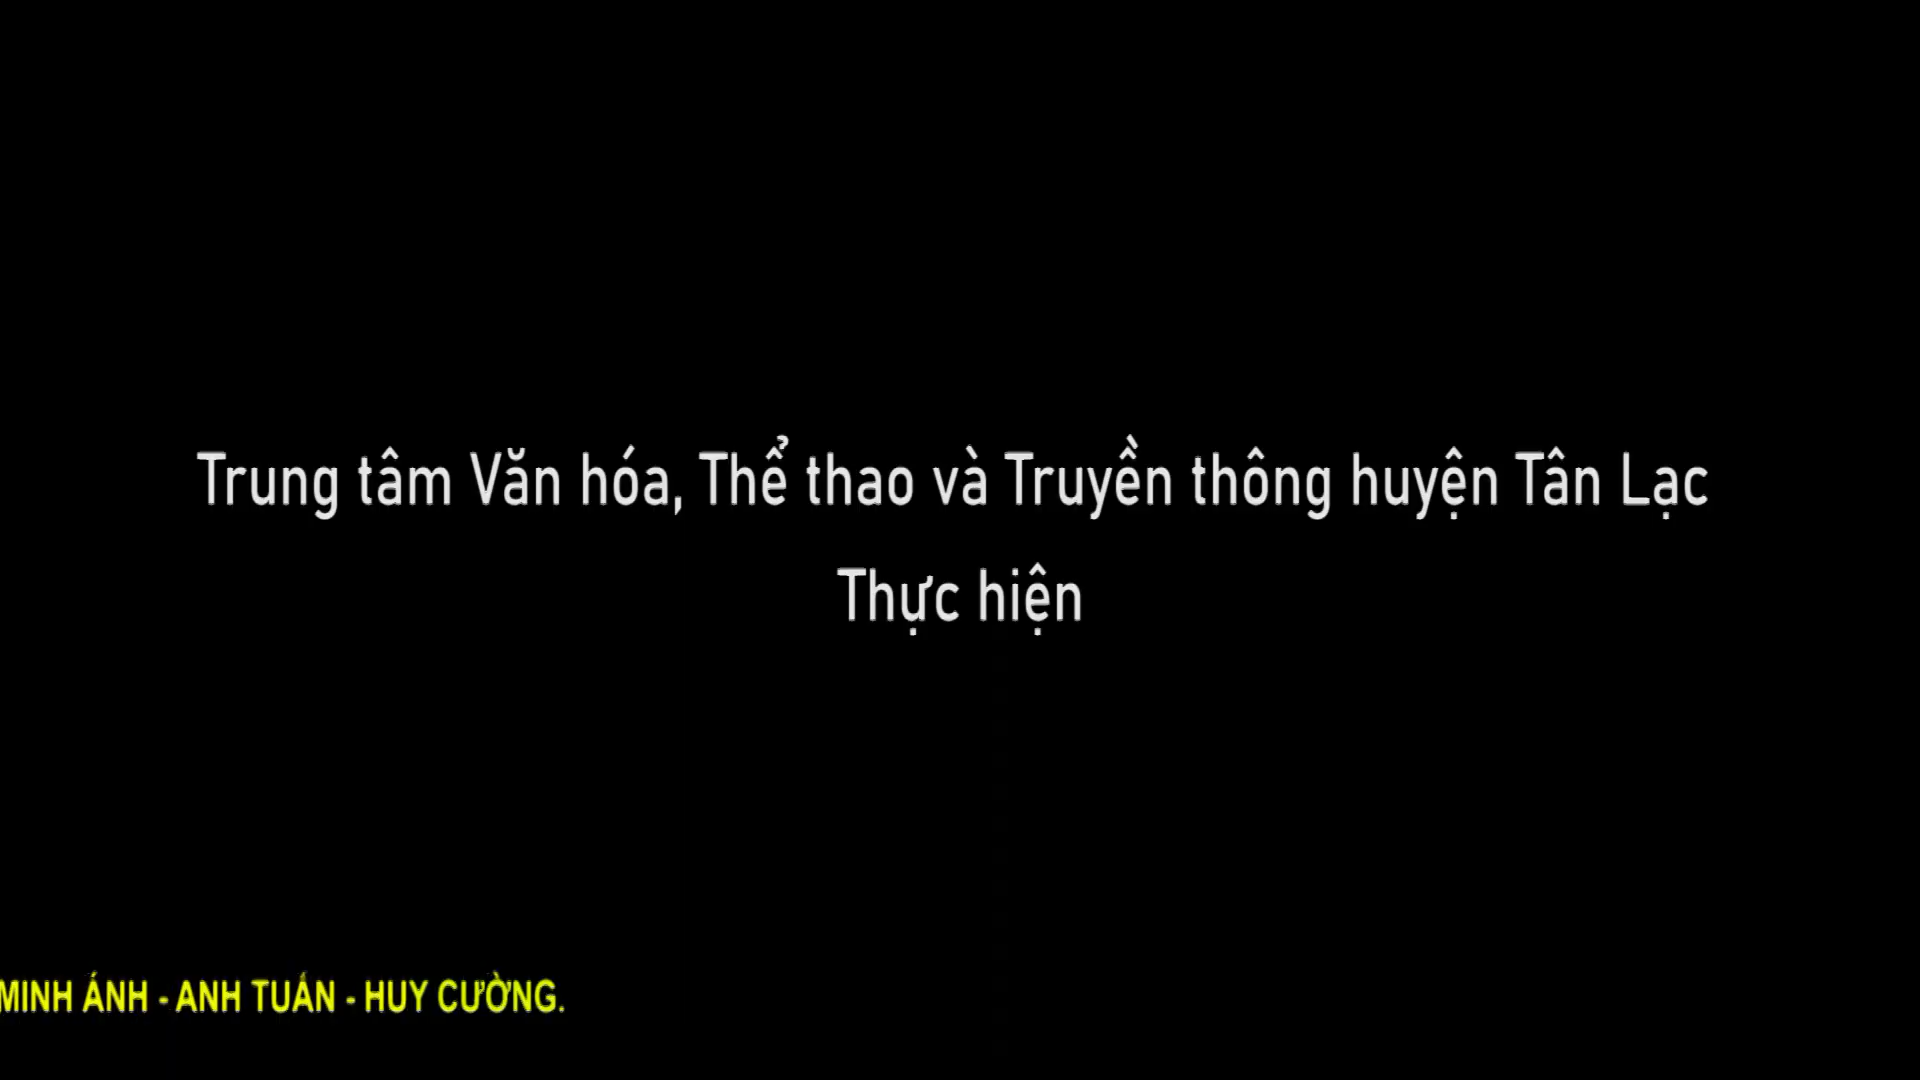 Trung tâm Văn hóa, Thể thao và Truyền thông huyện Tân Lạc
Thực hiện
MINH ÁNH - ANH TUẤN - HUY CƯỜNG.